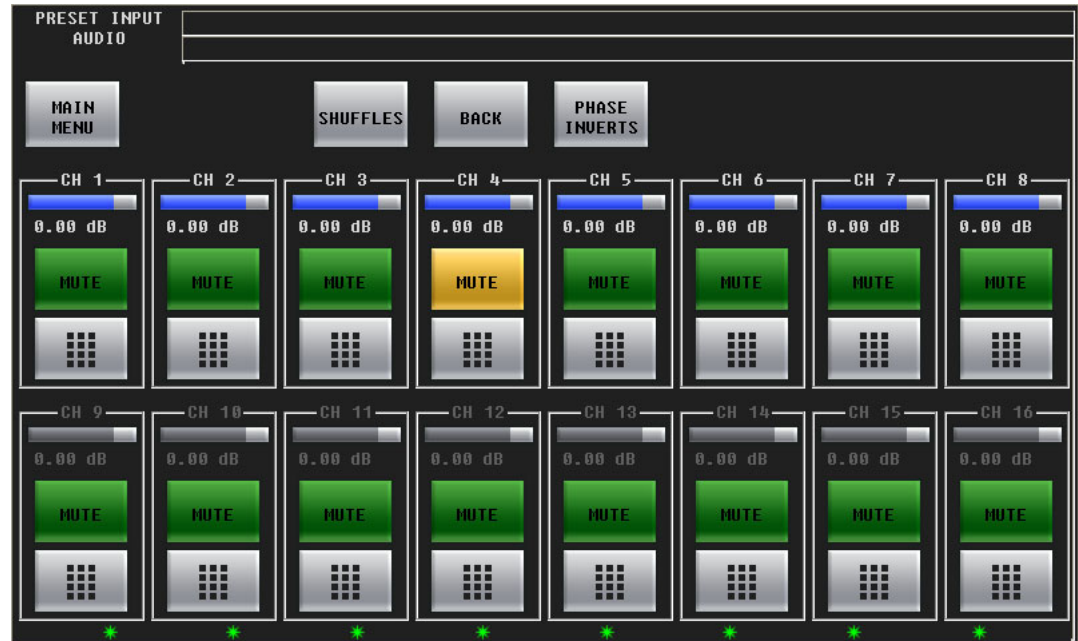 PRESET INPUT
AUDIO
MAIN
MENU
SHUFFLES
BACK
PHASE
INVERTS
CH 1 CH 2 CH 3 CH 4 CH 5 CH 6 CH 7 CH 8
0.00 dB 0.00 dB 0.00 dB 0.00 dB 0.00 dB 0.00 dB 0.00 dB 0.00 dB
MUTE MUTE MUTE MUTE MUTE MUTE MUTE MUTE
CH 9 CH 10 CH 11 CH 12 CH 13 CH 14 CH 15 CH 16
0.00 dB 0.00 dB 0.00 dB 0.00 dB 0.00 dB 0.00 dB 0.00 dB 0.00 dB
MUTE MUTE MUTE MUTE MUTE MUTE MUTE MUTE